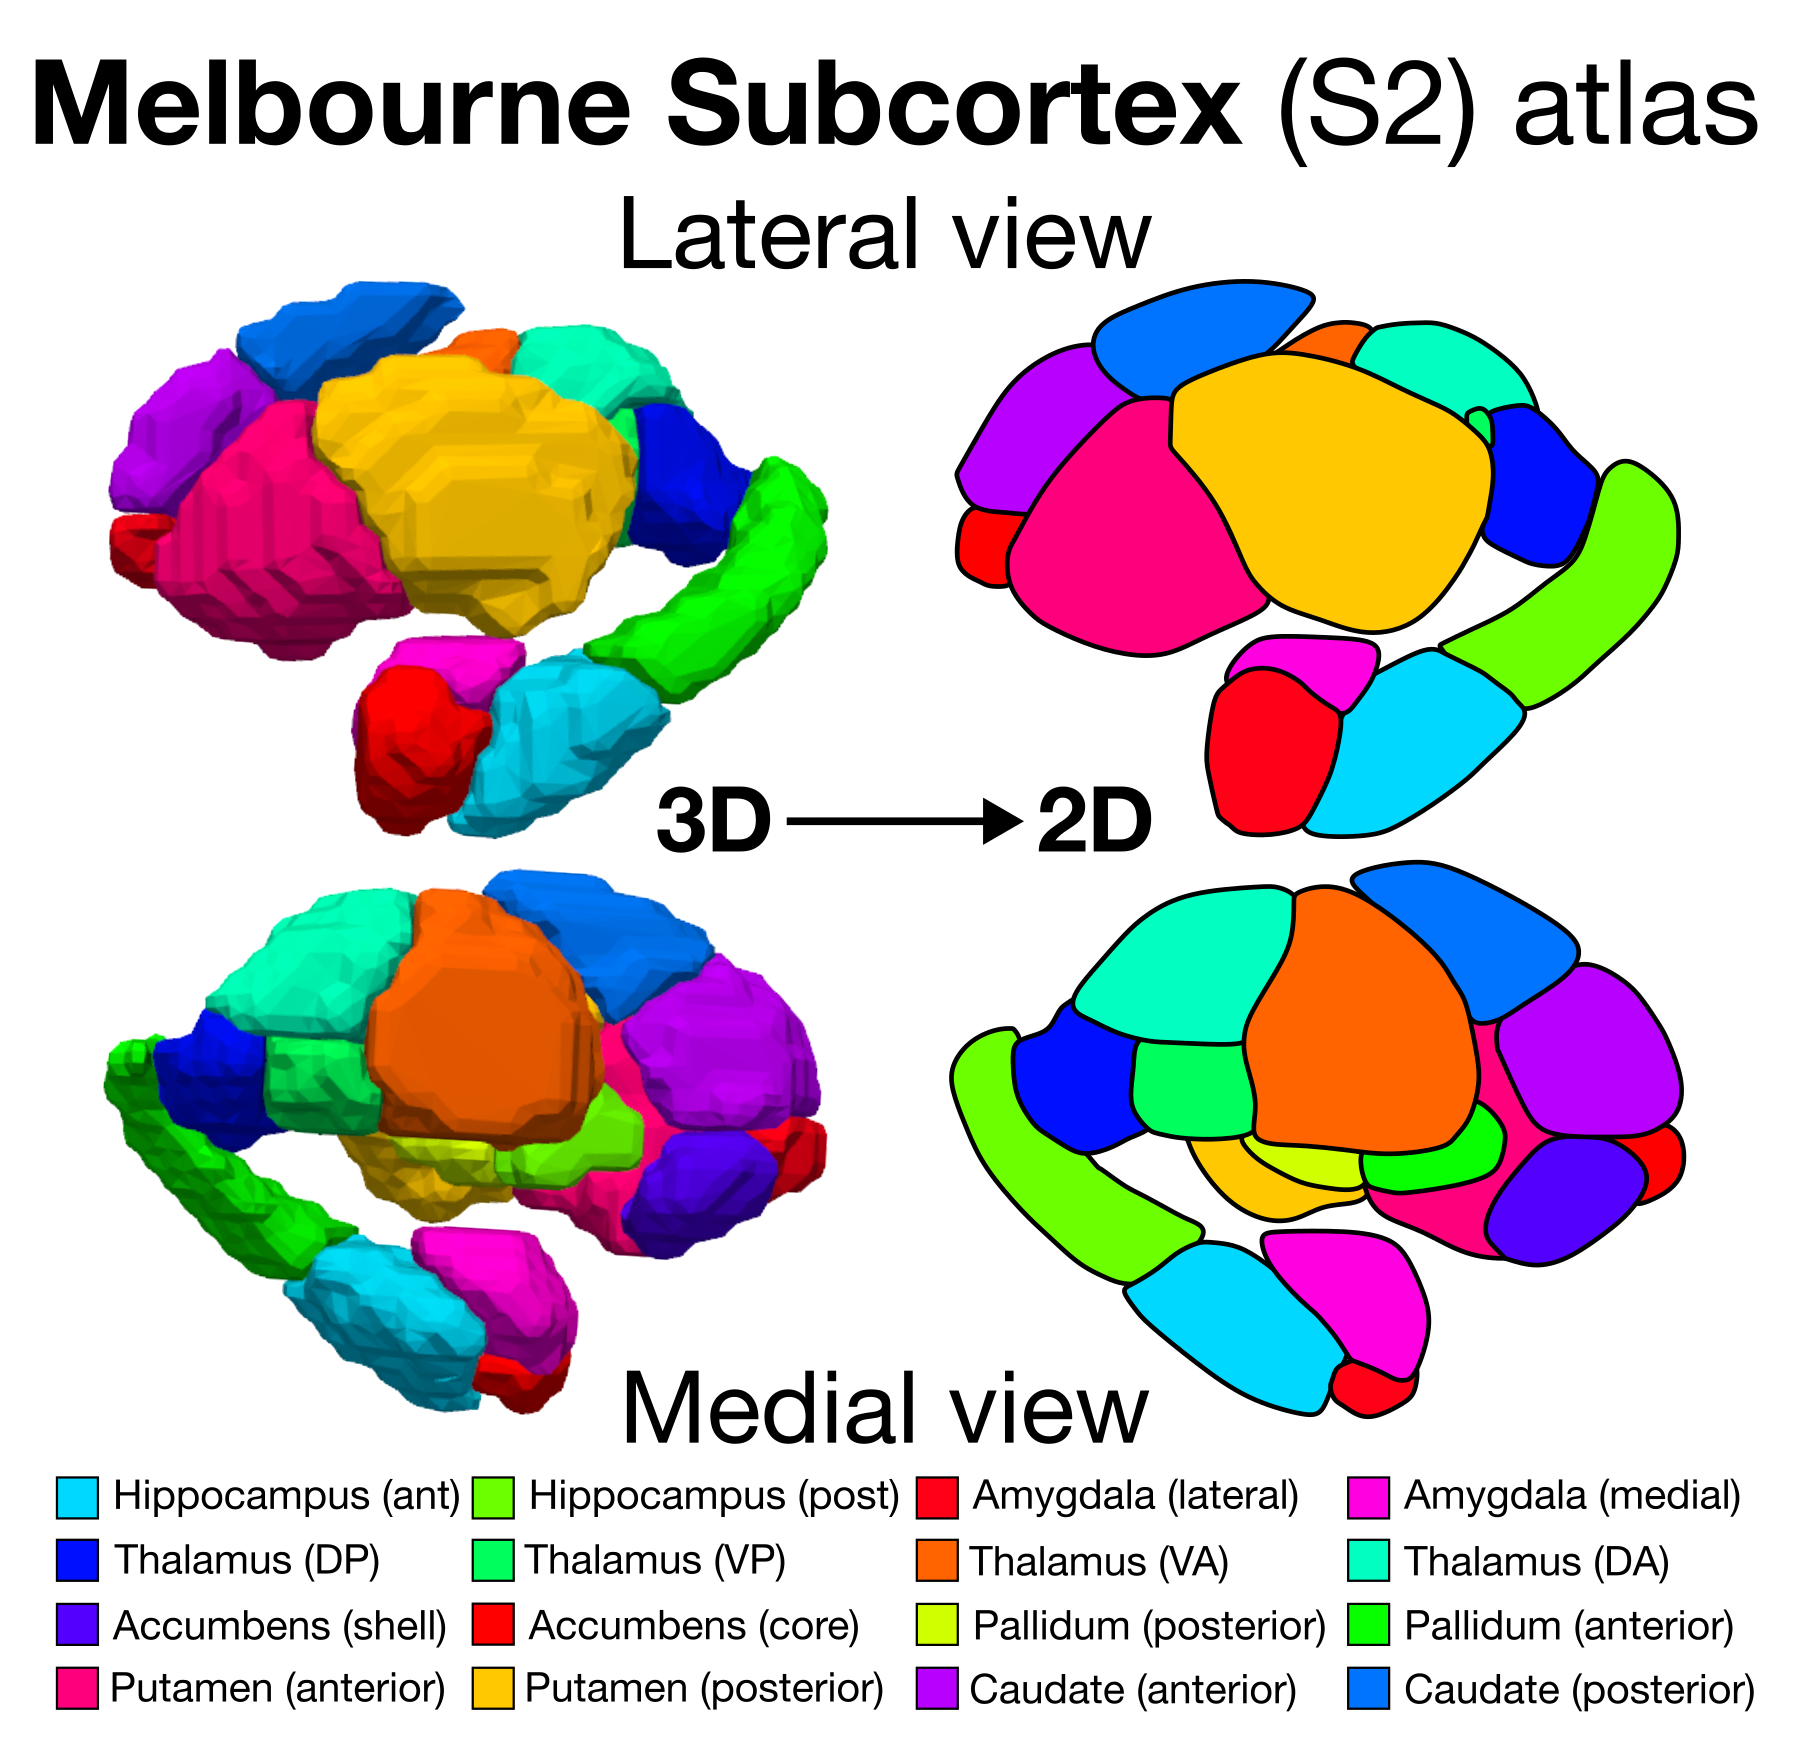 Melbourne Subcortex (S2) atlas
Lateral view
3D 2D
Medial view
Hippocampus (ant) Hippocampus (post) Amygdala (lateral) Amygdala (medial)
Thalamus (DP) Thalamus (VP) Thalamus (VA) Thalamus (DA)
Accumbens (shell) Accumbens (core) Pallidum (posterior) Pallidum (anterior)
Putamen (anterior) Putamen (posterior) Caudate (anterior) Caudate (posterior)